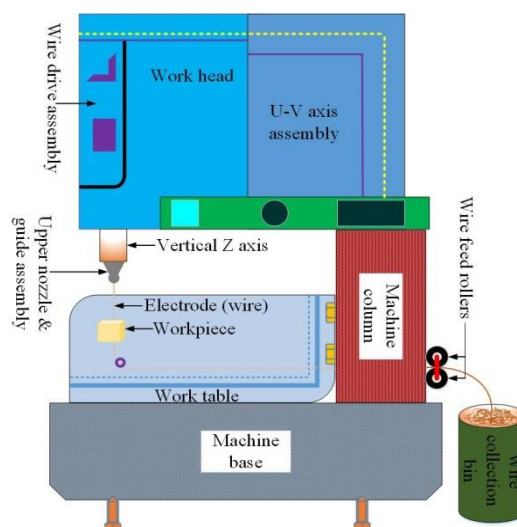 Wire drive
assembly
Work head
U-V axis
assembly
Upper nozzle &
guide assembly
Vertical Z axis
Electrode (wire)
Workpiece
Machine
column
Wire feed rollers
Work table
Machine
base
Wire
collection
bin